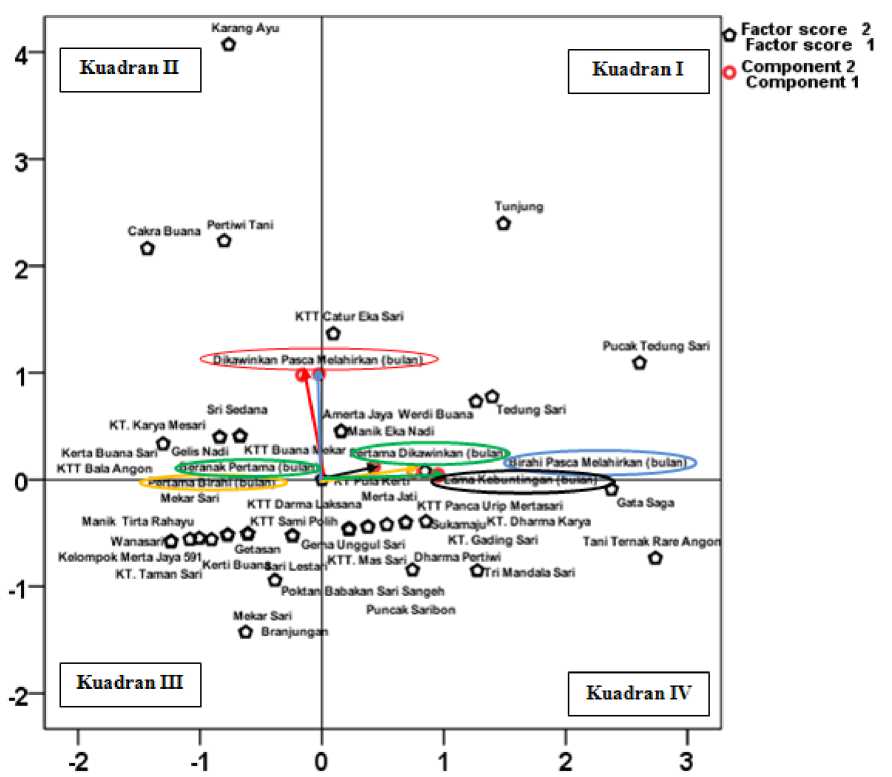 Karang Ayu
Factor score 2
Factor score 1
Component 2
Component 1
Kuadran II
Kuadran I
4
3
Tunjung
Cakra Buana
Pertiwi Tani
2
KTT Catur Eka Sari
Pucak Tedung Sari
Dikawinkan Pasca Melahirkan (bulan)
1
Sri Sedana
Amerta Jaya
Werdi Buana
Tedung Sari
KT. Karya Mesari
Manik Eka Nadi
Kerta Buana Sari
Gelis Nadi
KTT Buana Mekar
Pertama Dikawinkan (bulan)
KTT Bala Angon
Beranak Pertama (bulan)
Birahi Pasca Melahirkan (bulan)
0
Pertama Birahi (bulan)
KT Pula Kerti
Lama Kebuntingan (bulan)
Mekar Sari
KTT Darma Laksana
Merta Jati
KTT Panca Urip Mertasari
Gata Saga
Manik Tirta Rahayu
KTT Sami Polih
Sukamaju
KT. Dharma Karya
Wanasari
Getasan
Gema Unggul Sari
KT. Gading Sari
Tani Ternak Rare Angon
Kelompok Merta Jaya 591
Kerti Buana
Sari Lestari
KTT. Mas Sari
Dharma Pertiwi
KT. Taman Sari
Tri Mandala Sari
-1
Poktan Babakan Sari Sangeh
Puncak Saribon
Mekar Sari
Branjungan
Kuadran III
Kuadran IV
-2
-2
-1
0
1
2
3